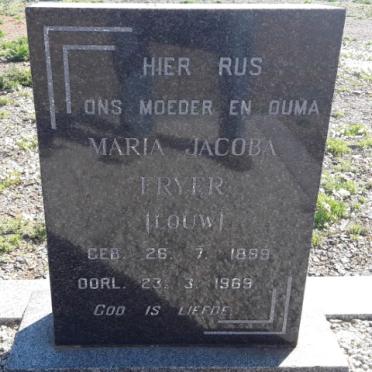 HIER RUS
ONS MOEDER EN OUMA
MARIA JACOBA
FRYER
[LOUW]
GEB. 26. 7. 1899
OORL. 23. 3. 1969
GOD IS LIEFDE